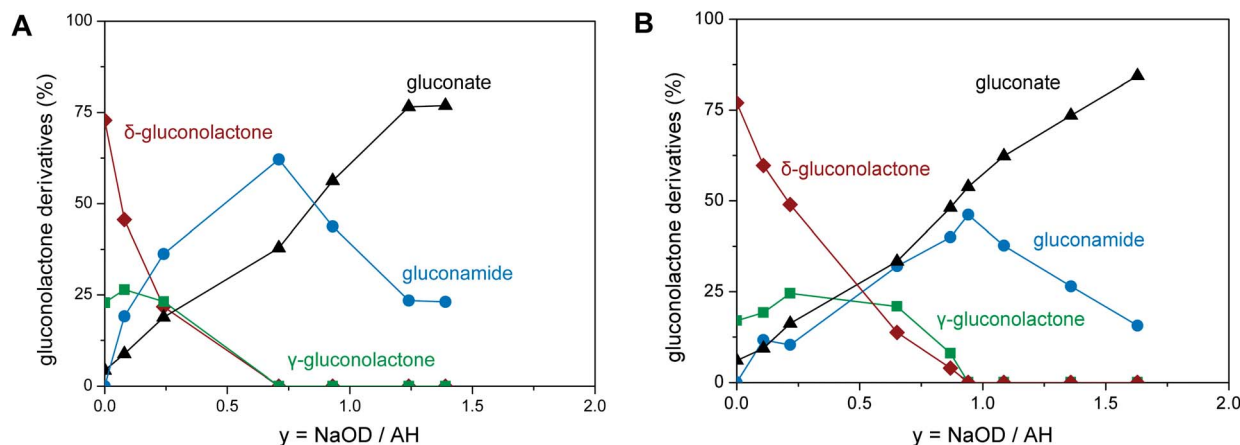 A
gluconolactone derivatives (%)
100
75
50
25
0
0.0
0.5
1.0
1.5
2.0
y = NaOD / AH
gluconate
δ-gluconolactone
gluconamide
γ-gluconolactone
B
gluconolactone derivatives (%)
100
75
50
25
0
0.0
0.5
1.0
1.5
2.0
y = NaOD / AH
gluconate
δ-gluconolactone
gluconamide
γ-gluconolactone